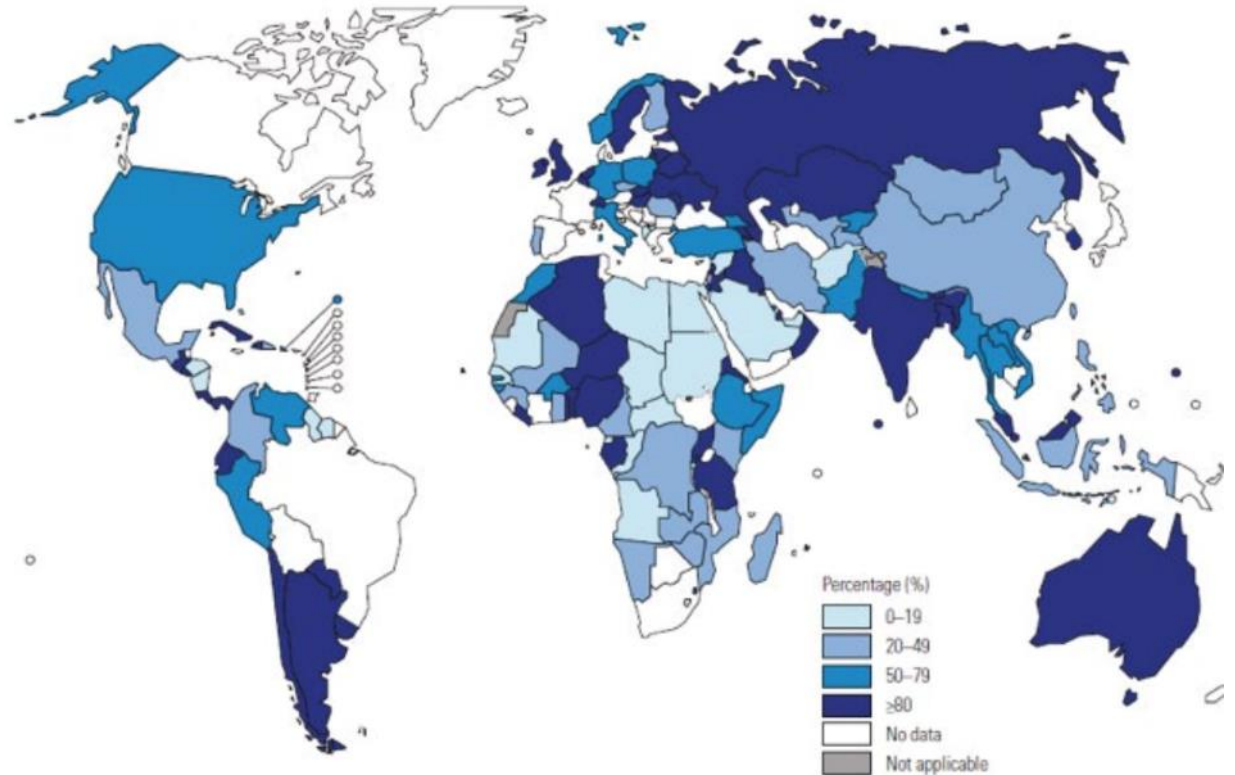 Percentage (%)
0–19
20–49
50–79
≥80
No data
Not applicable